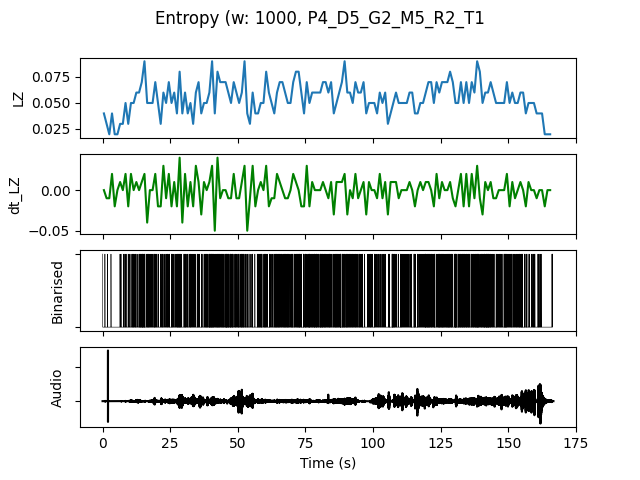 Entropy (w: 1000, P4_D5_G2_M5_R2_T1
LZ
0.075
0.050
0.025
dt_LZ
0.00
−0.05
Binarised
Audio
0
25
50
75
100
125
150
175
Time (s)